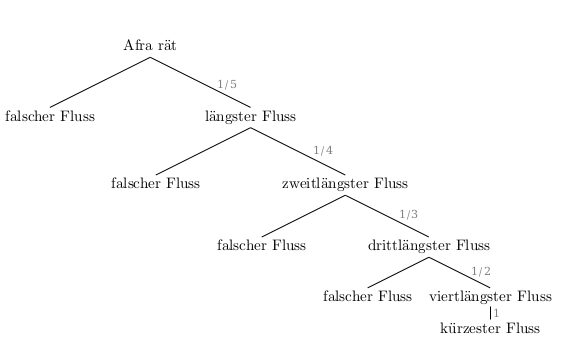 Afra rät
1/5
falscher Fluss
längster Fluss
1/4
falscher Fluss
zweitlängster Fluss
1/3
falscher Fluss
drittlängster Fluss
1/2
falscher Fluss
viertlängster Fluss
1
kürzester Fluss